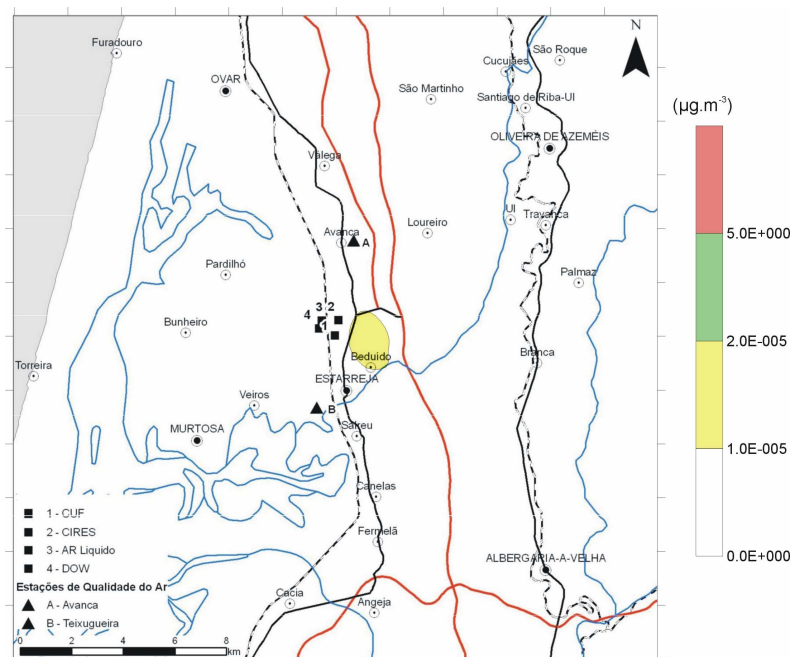 N
Furadouro
São Roque
Cucujães
OVAR
São Martinho
Santiago de Riba-Ul
(µg.m-3)
OLIVEIRA DE AZEMÉIS
Válega
Ul
Travanca
Loureiro
Avanca
A
5.0E+000
Pardilhó
Palmaz
3 2
4
1
Bunheiro
2.0E-005
Branca
Torreira
Beduido
ESTARREJA
Veiros
B
MURTOSA
Salreu
1.0E-005
Canelas
1 - CUF
2 - CIRES
Fermelã
3 - AR Liquido
ALBERGARIA-A-VELHA
0.0E+000
4 - DOW
Estações de Qualidade do Ar
Cacia
A - Avanca
Angeja
B - Teixugueira
0 2 4 6 8
km